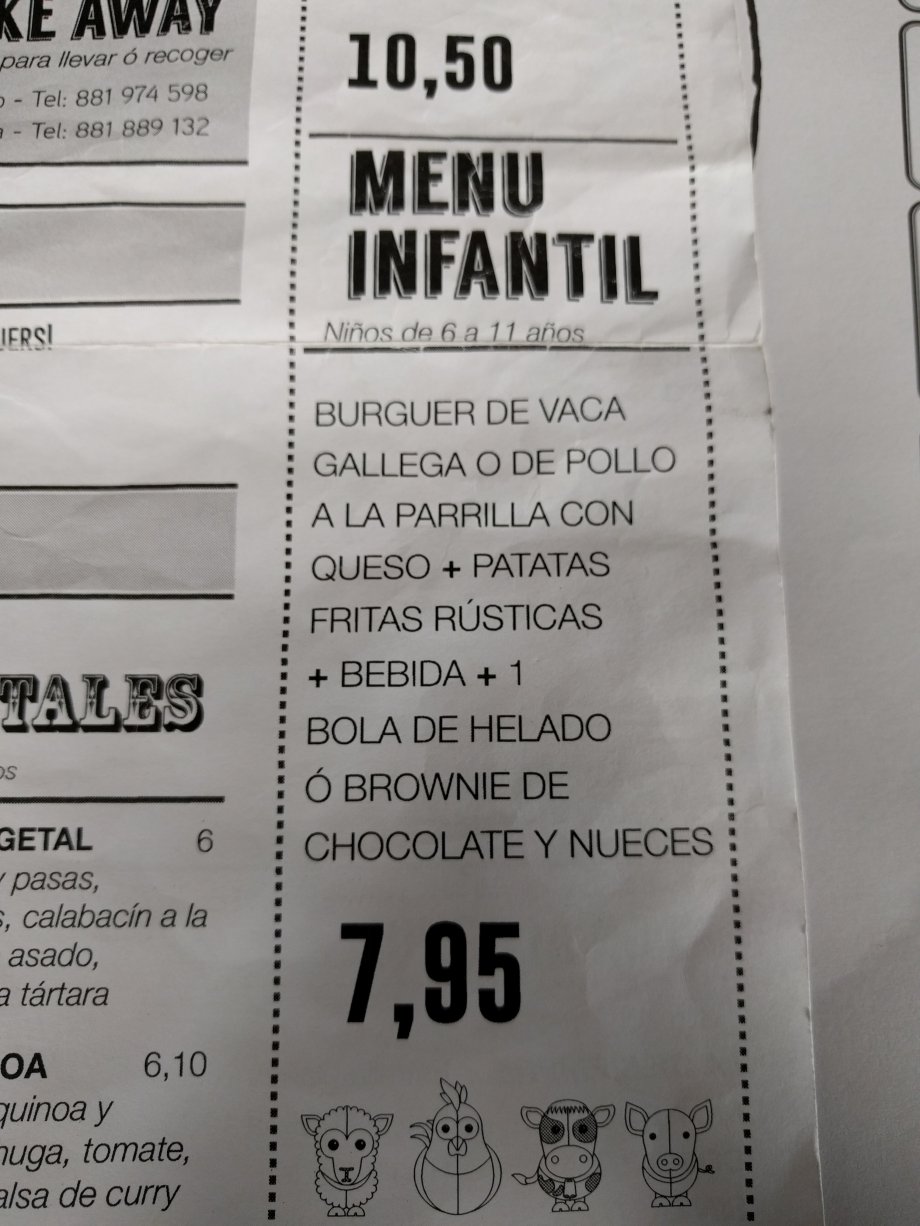 KE AWAY
para llevar ó recoger
- Tel: 881 974 598
a - Tel: 881 889 132
IERS!
TALES
os
GETAL 6
y pasas,
s, calabacín a la
asado,
a tártara
OA 6,10
quinoa y
huga, tomate,
alsa de curry
10,50
MENU
INFANTIL
Niños de 6 a 11 años
BURGUER DE VACA
GALLEGA O DE POLLO
A LA PARRILLA CON
QUESO + PATATAS
FRITAS RÚSTICAS
+ BEBIDA + 1
BOLA DE HELADO
Ó BROWNIE DE
CHOCOLATE Y NUECES
7,95